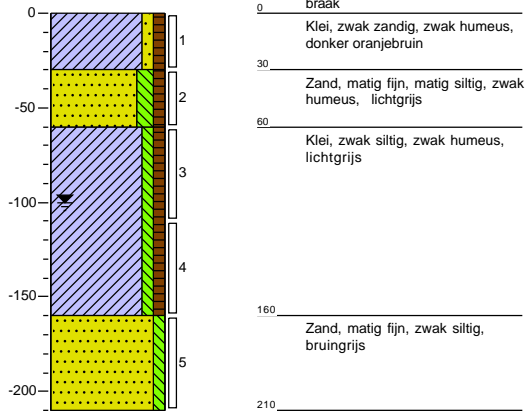 braak
0
0
Klei, zwak zandig, zwak humeus,
donker oranjebruin
1
30
Zand, matig fijn, matig siltig, zwak
humeus, lichtgrijs
2
-50
60
Klei, zwak siltig, zwak humeus,
lichtgrijs
3
-100
4
-150
160
Zand, matig fijn, zwak siltig,
bruingrijs
5
-200
210